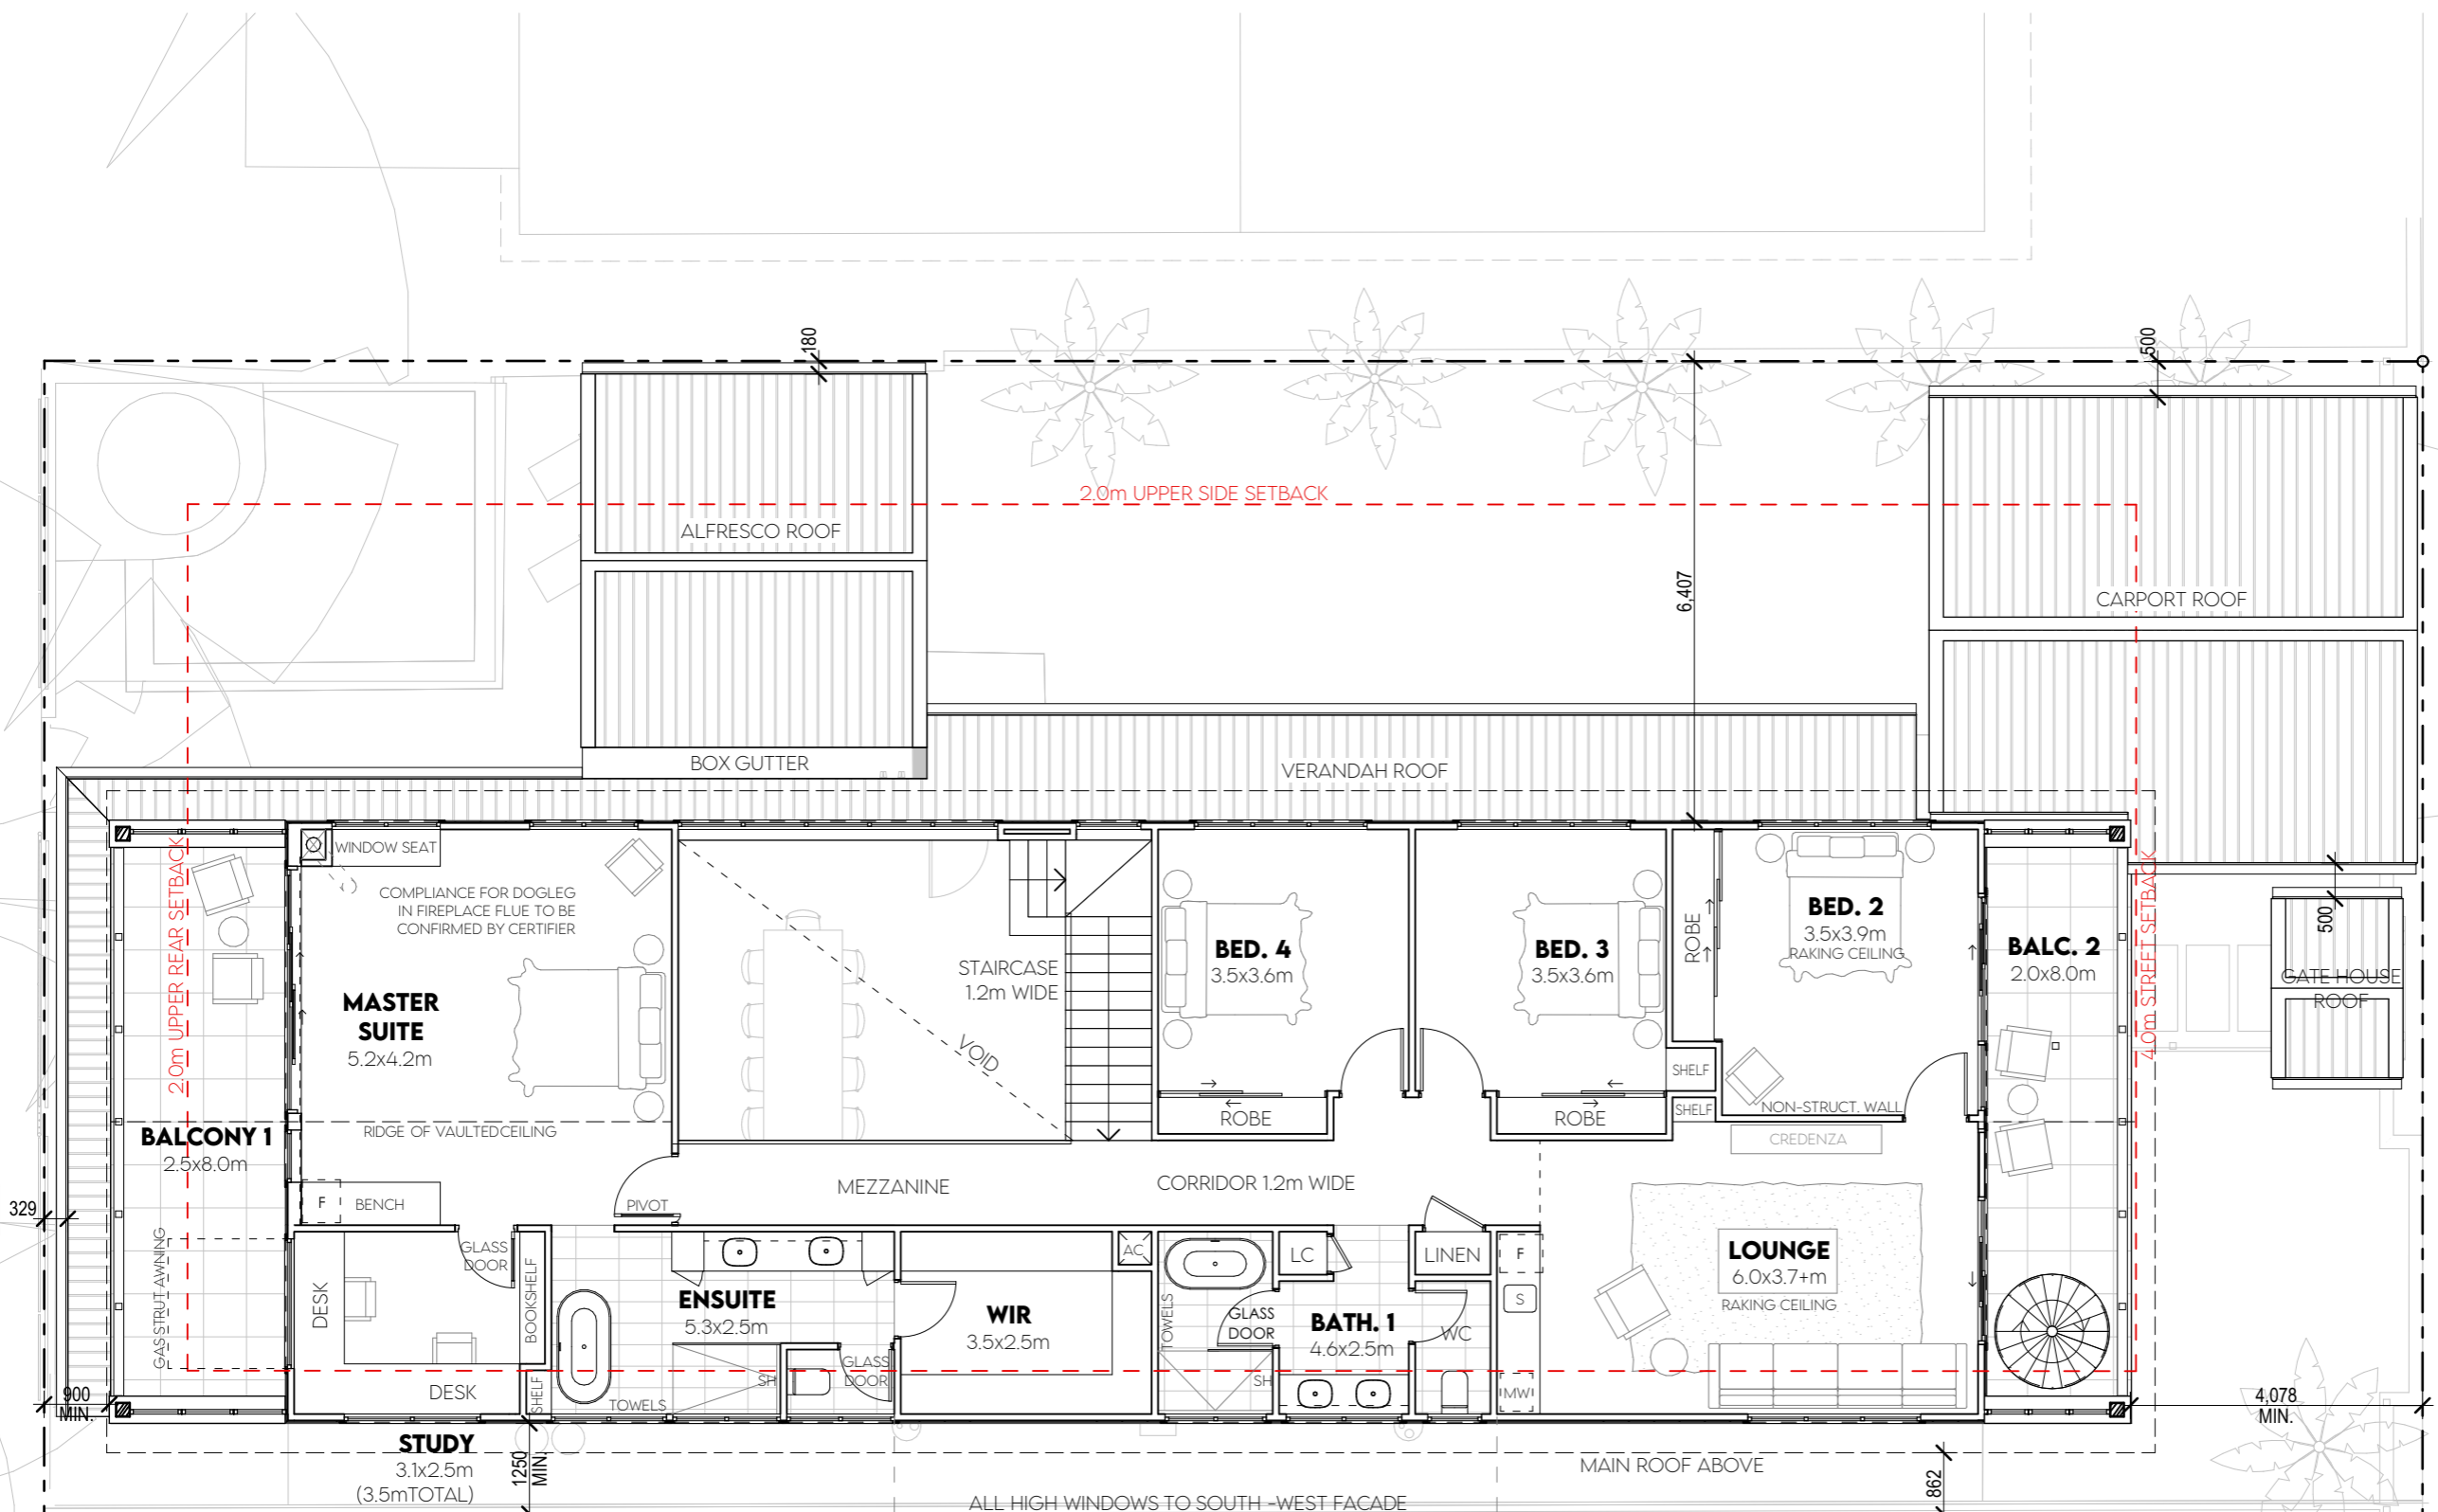 180
500
2.0m UPPER SIDE SETBACK
ALFRESCO ROOF
6,407
CARPORT ROOF
BOX GUTTER
VERANDAH ROOF
WINDOW SEAT
COMPLIANCE FOR DOGLEG
IN FIREPLACE FLUE TO BE
CONFIRMED BY CERTIFIER
2.0m UPPER REAR SETBACK
MASTER
SUITE
5.2x4.2m
STAIRCASE
1.2m WIDE
VOID
BED. 4
3.5x3.6m
BED. 3
3.5x3.6m
ROBE
BED. 2
3.5x3.9m
RAKING CEILING
BALC. 2
2.0x8.0m
4.0m STREET SETBACK
500
GATE HOUSE
ROOF
SHELF
SHELF
NON-STRUCT. WALL
ROBE
ROBE
CREDENZA
BALCONY 1
2.5x8.0m
RIDGE OF VAULTEDCEILING
MEZZANINE
CORRIDOR 1.2m WIDE
329
F
BENCH
PIVOT
GAS STRUT AWNING
GLASS
DOOR
DESK
BOOKSHELF
AC
LC
LINEN
F
LOUNGE
6.0x3.7+m
RAKING CEILING
ENSUITE
5.3x2.5m
WIR
3.5x2.5m
TOWELS
GLASS
DOOR
BATH. 1
4.6x2.5m
WC
S
GLASS
DOOR
SH
SH
DESK
SHELF
TOWELS
MW
900
MIN.
4,078
MIN.
STUDY
3.1x2.5m
(3.5mTOTAL)
1250
MIN.
MAIN ROOF ABOVE
862
ALL HIGH WINDOWS TO SOUTH -WEST FACADE